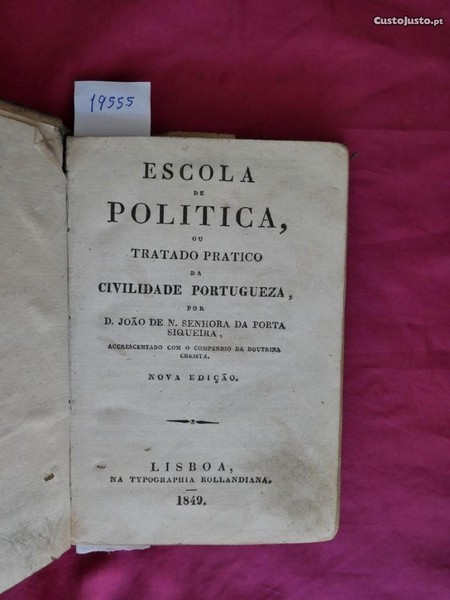 CustoJusto.pt
19555
ESCOLA
DE
POLITICA,
OU
TRATADO PRATICO
DA
CIVILIDADE PORTUGUEZA,
POR
D. JOÃO DE N. SENHORA DA PORTA
SIQUEIRA,
ACCRESCENTADO COM O COMPENDIO DA DOUTRINA
CHRISTA.
NOVA EDIÇÃO.
LISBOA,
NA TYPOGRAPHIA ROLLANDIANA.
1849.